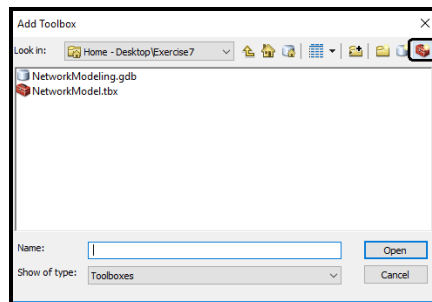 Add Toolbox
Look in: Home - Desktop\Exercise7
NetworkModeling.gdb
NetworkModel.tbx
Name:
Open
Show of type: Toolboxes
Cancel